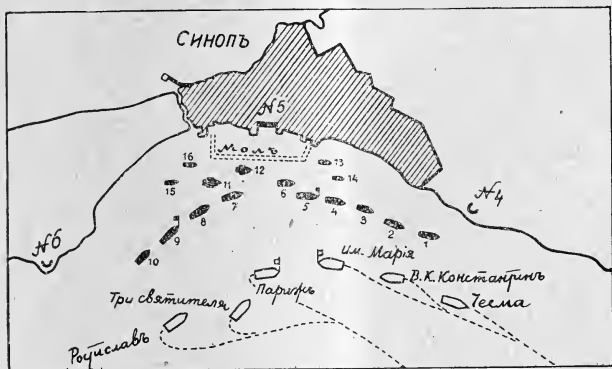 СИНОПЪ
№5
Молъ
16
13
12
14
15
11
6
7
5
4
8
3
9
2
1
10
№4
№6
Им. Марія
В.К. Константинъ
Чесма
Парижъ
Три святителя
Ростиславъ